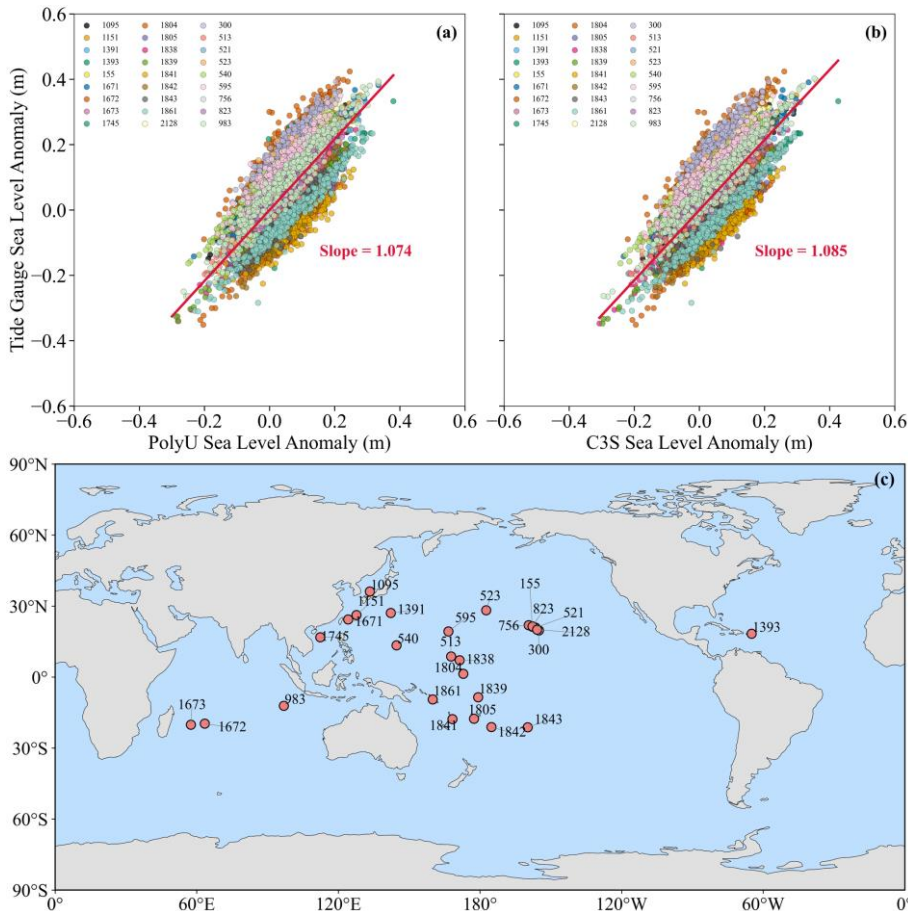 (a)
0.6
0.4
0.2
0.0
−0.2
−0.4
−0.6
Tide Gauge Sea Level Anomaly (m)
1095 1804 300
1151 1805 513
1391 1838 521
1393 1839 523
155 1841 540
1671 1842 595
1672 1843 756
1673 1861 823
1745 2128 983
Slope = 1.074
−0.6 −0.4 −0.2 0.0 0.2 0.4 0.6
PolyU Sea Level Anomaly (m)
(b)
1095 1804 300
1151 1805 513
1391 1838 521
1393 1839 523
155 1841 540
1671 1842 595
1672 1843 756
1673 1861 823
1745 2128 983
Slope = 1.085
−0.6 −0.4 −0.2 0.0 0.2 0.4 0.6
C3S Sea Level Anomaly (m)
(c)
90°N
60°N
30°N
0°
30°S
60°S
90°S
1095
1151
1391
1671
1745
540
523
595
513
1838
1804
155
823
521
756
2128
300
1393
1861
1839
1805
1841
1842
1843
983
1673
1672
0° 60°E 120°E 180° 120°W 60°W 0°